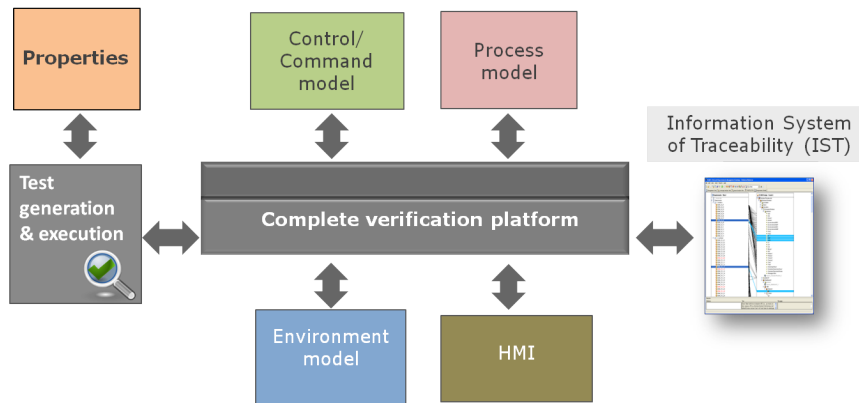 Properties
Control/
Command
model
Process
model
Information System
of Traceability (IST)
Test
generation
& execution
Complete verification platform
Environment
model
HMI